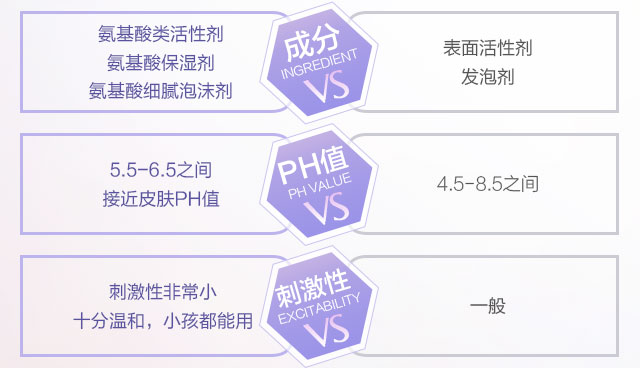 氨基酸类活性剂
氨基酸保湿剂
氨基酸细腻泡沫剂
成分
INGREDIENT
VS
表面活性剂
发泡剂
5.5-6.5之间
接近皮肤PH值
PH值
PH VALUE
VS
4.5-8.5之间
刺激性非常小
十分温和，小孩都能用
刺激性
EXCITABILITY
VS
一般